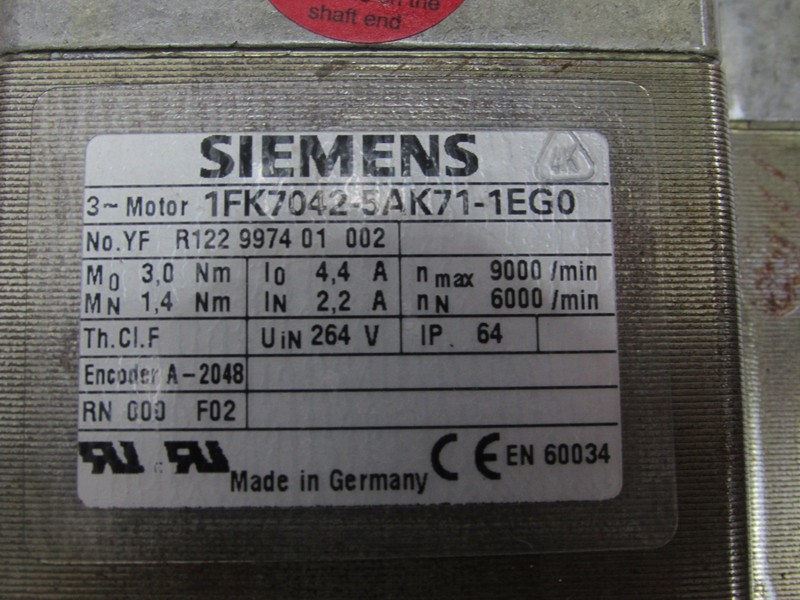 on the
shaft end
SIEMENS
3~ Motor 1FK7042-5AK71-1EG0
No.YF R122 9974 01 002
M0 3,0 Nm I0 4,4 A nmax 9000 /min
MN 1,4 Nm IN 2,2 A nN 6000 /min
Th.Cl.F UIN 264 V IP. 64
Encoder A-2048
RN 000 F02
Made in Germany CE EN 60034